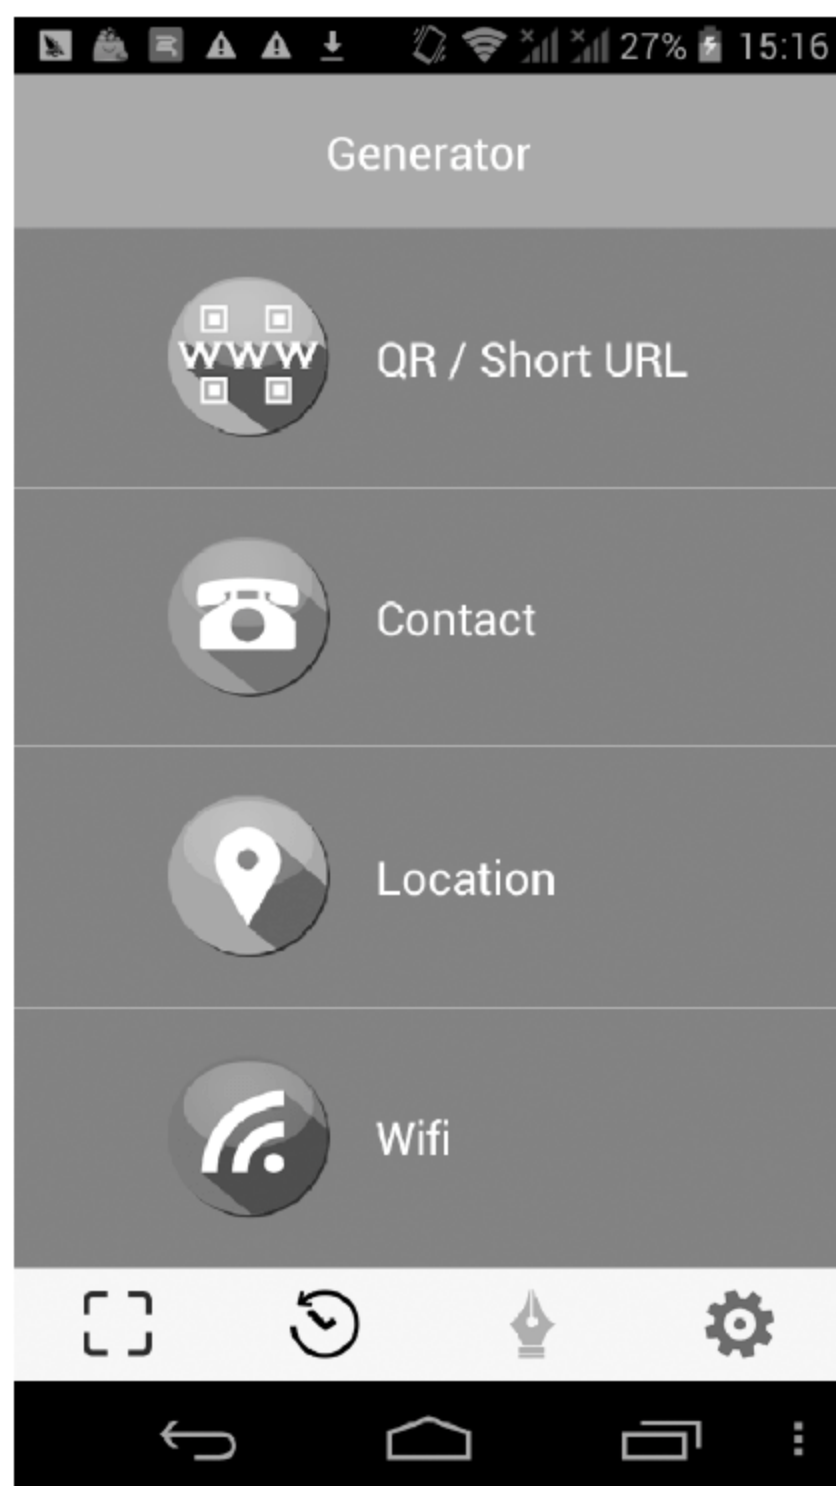 27% 15:16
Generator
www
QR / Short URL
Contact
Location
Wifi